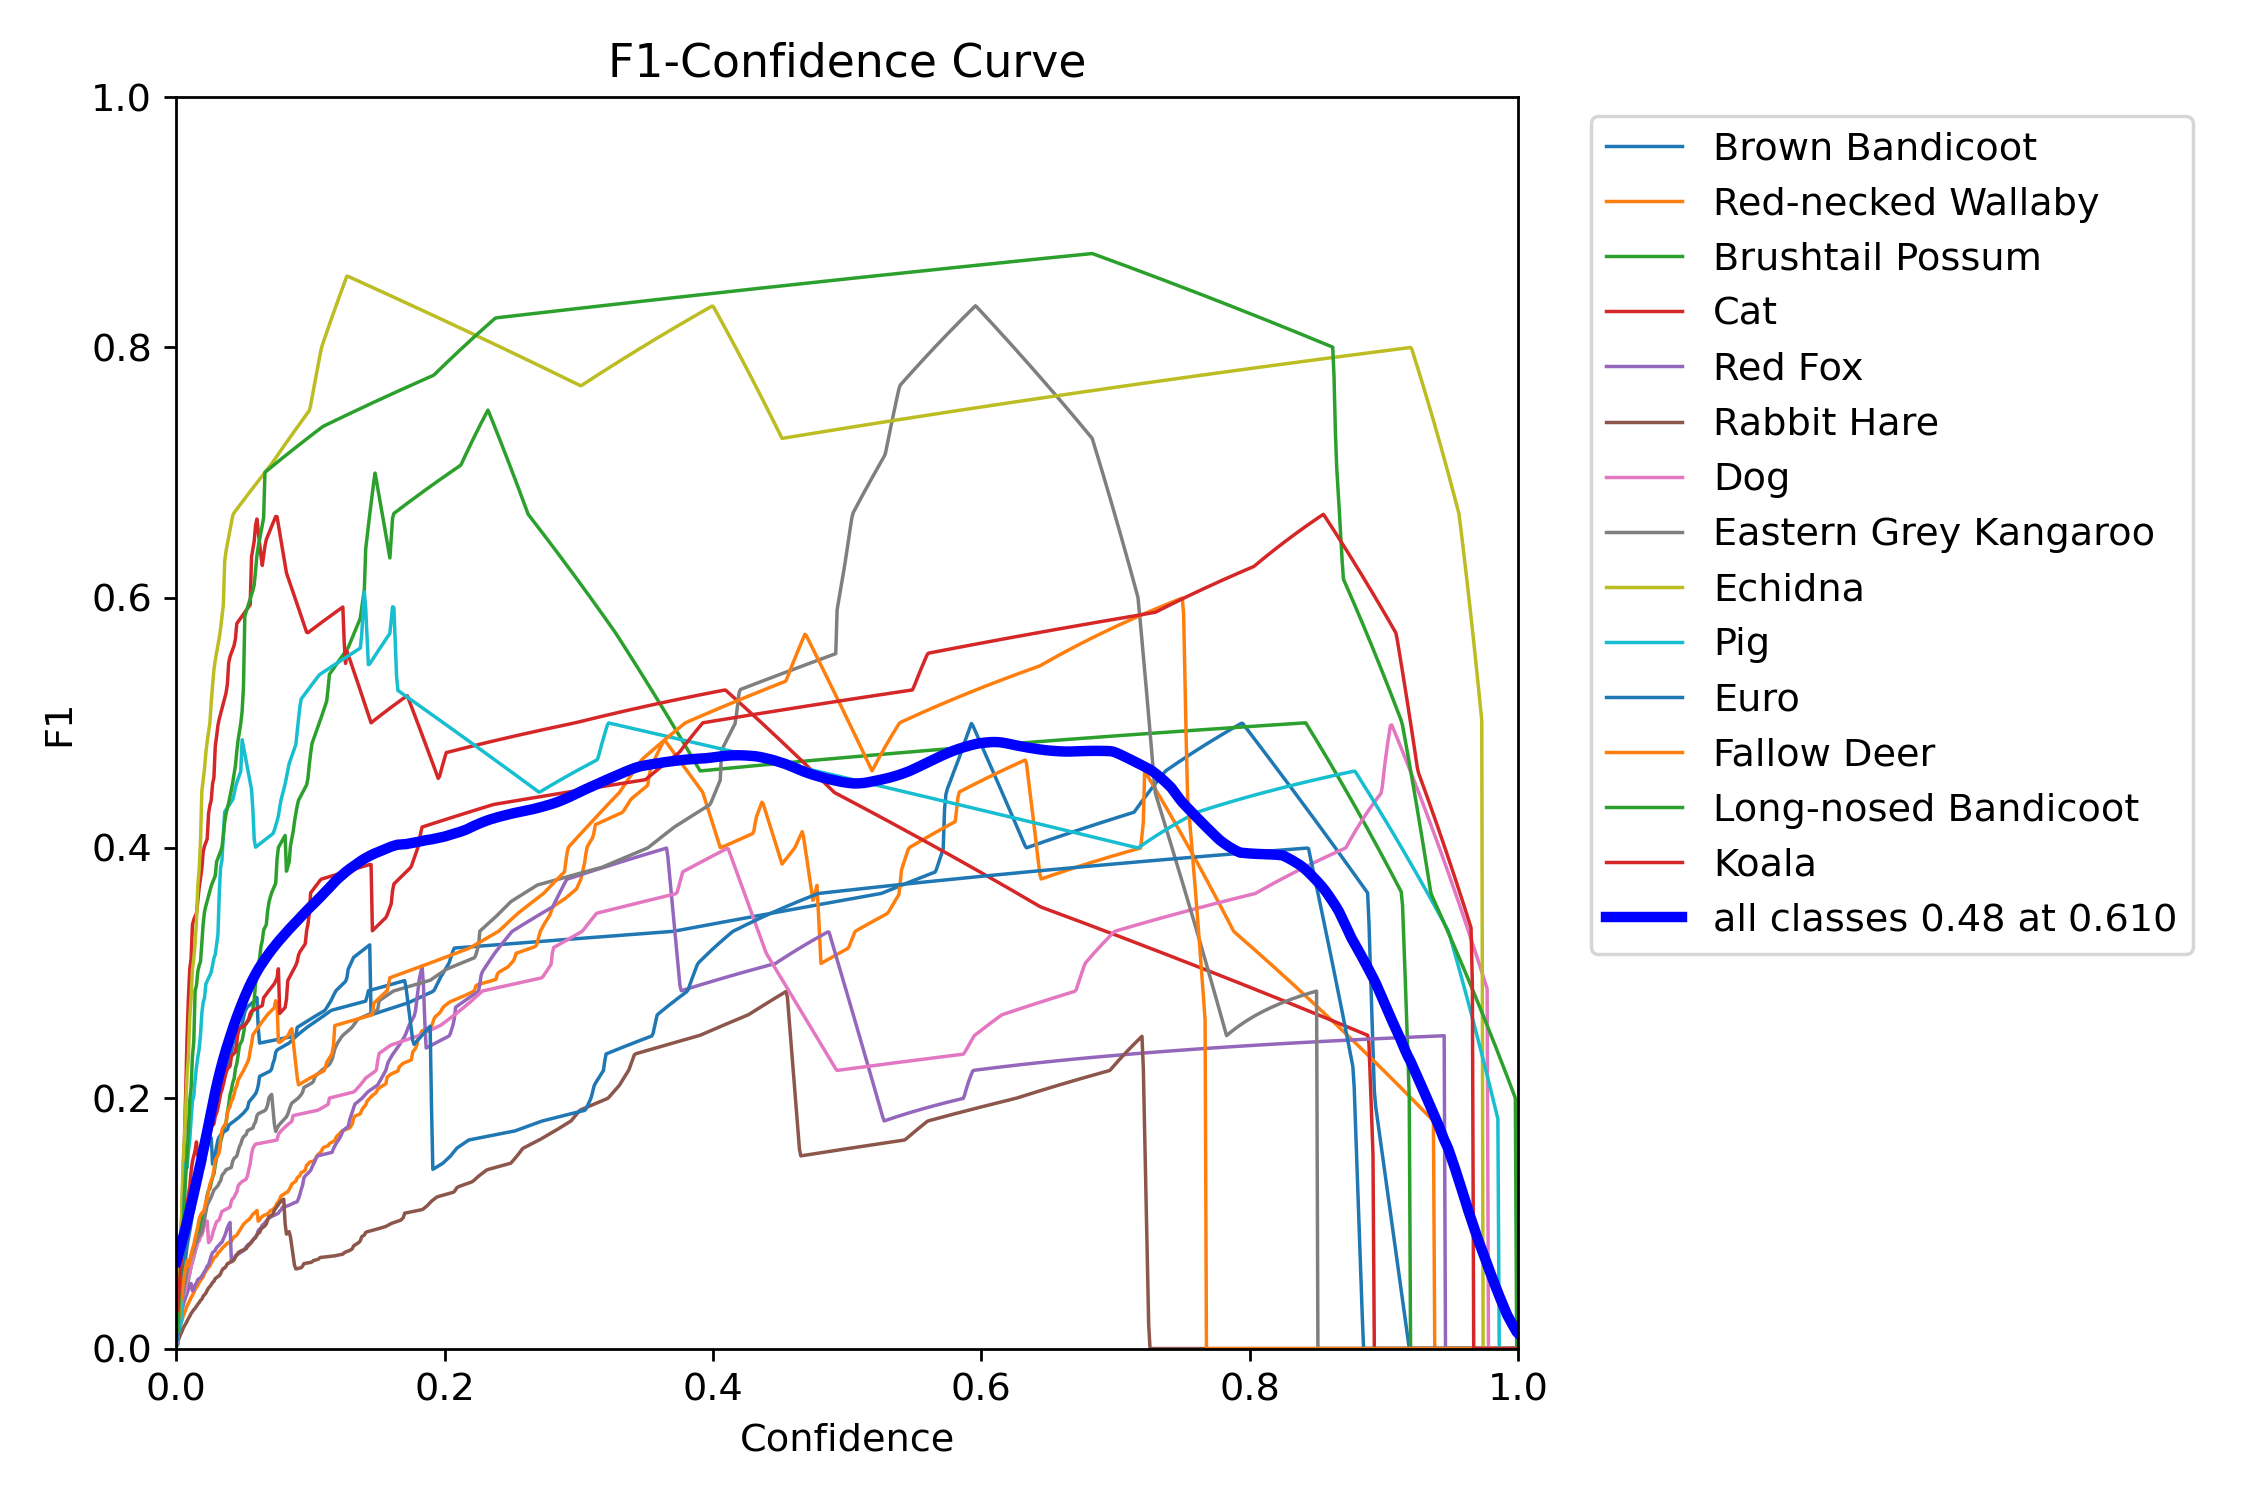 F1-Confidence Curve
1.0
0.8
0.6
0.4
0.2
0.0
F1
0.0 0.2 0.4 0.6 0.8 1.0
Confidence
Brown Bandicoot
Red-necked Wallaby
Brushtail Possum
Cat
Red Fox
Rabbit Hare
Dog
Eastern Grey Kangaroo
Echidna
Pig
Euro
Fallow Deer
Long-nosed Bandicoot
Koala
all classes 0.48 at 0.610